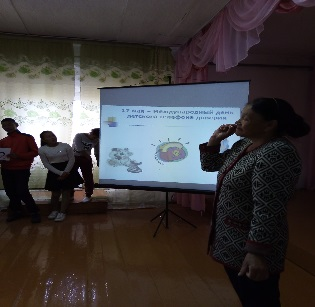 17 мая – Международный день
детского телефона доверия